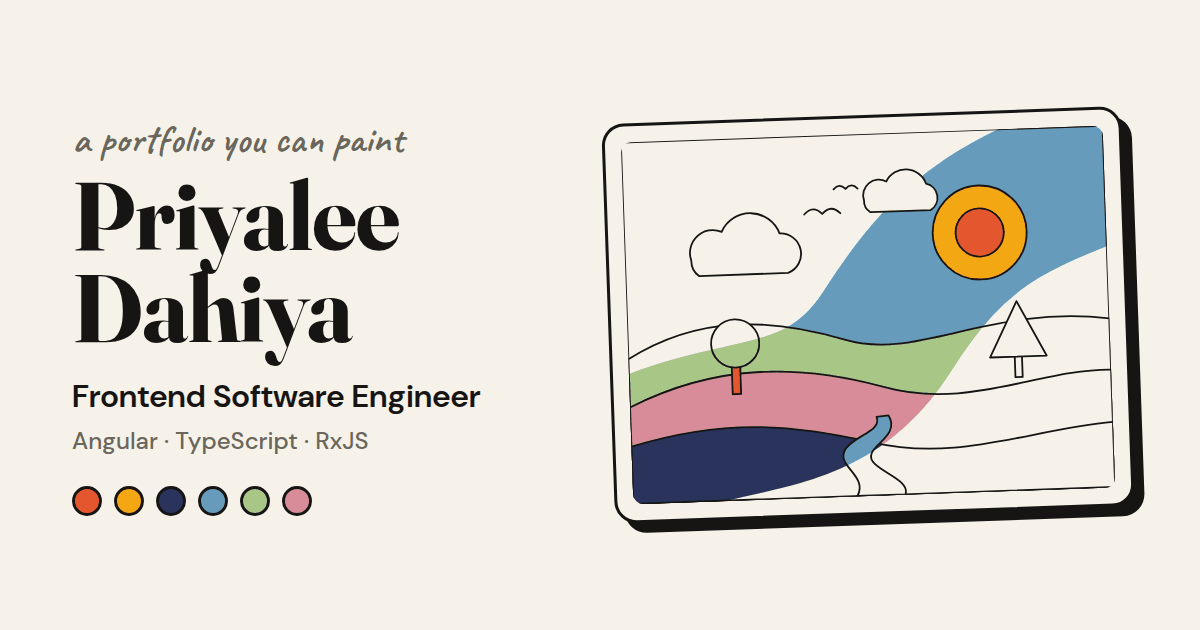 a portfolio you can paint
Priyalee
Dahiya
Frontend Software Engineer
Angular · TypeScript · RxJS